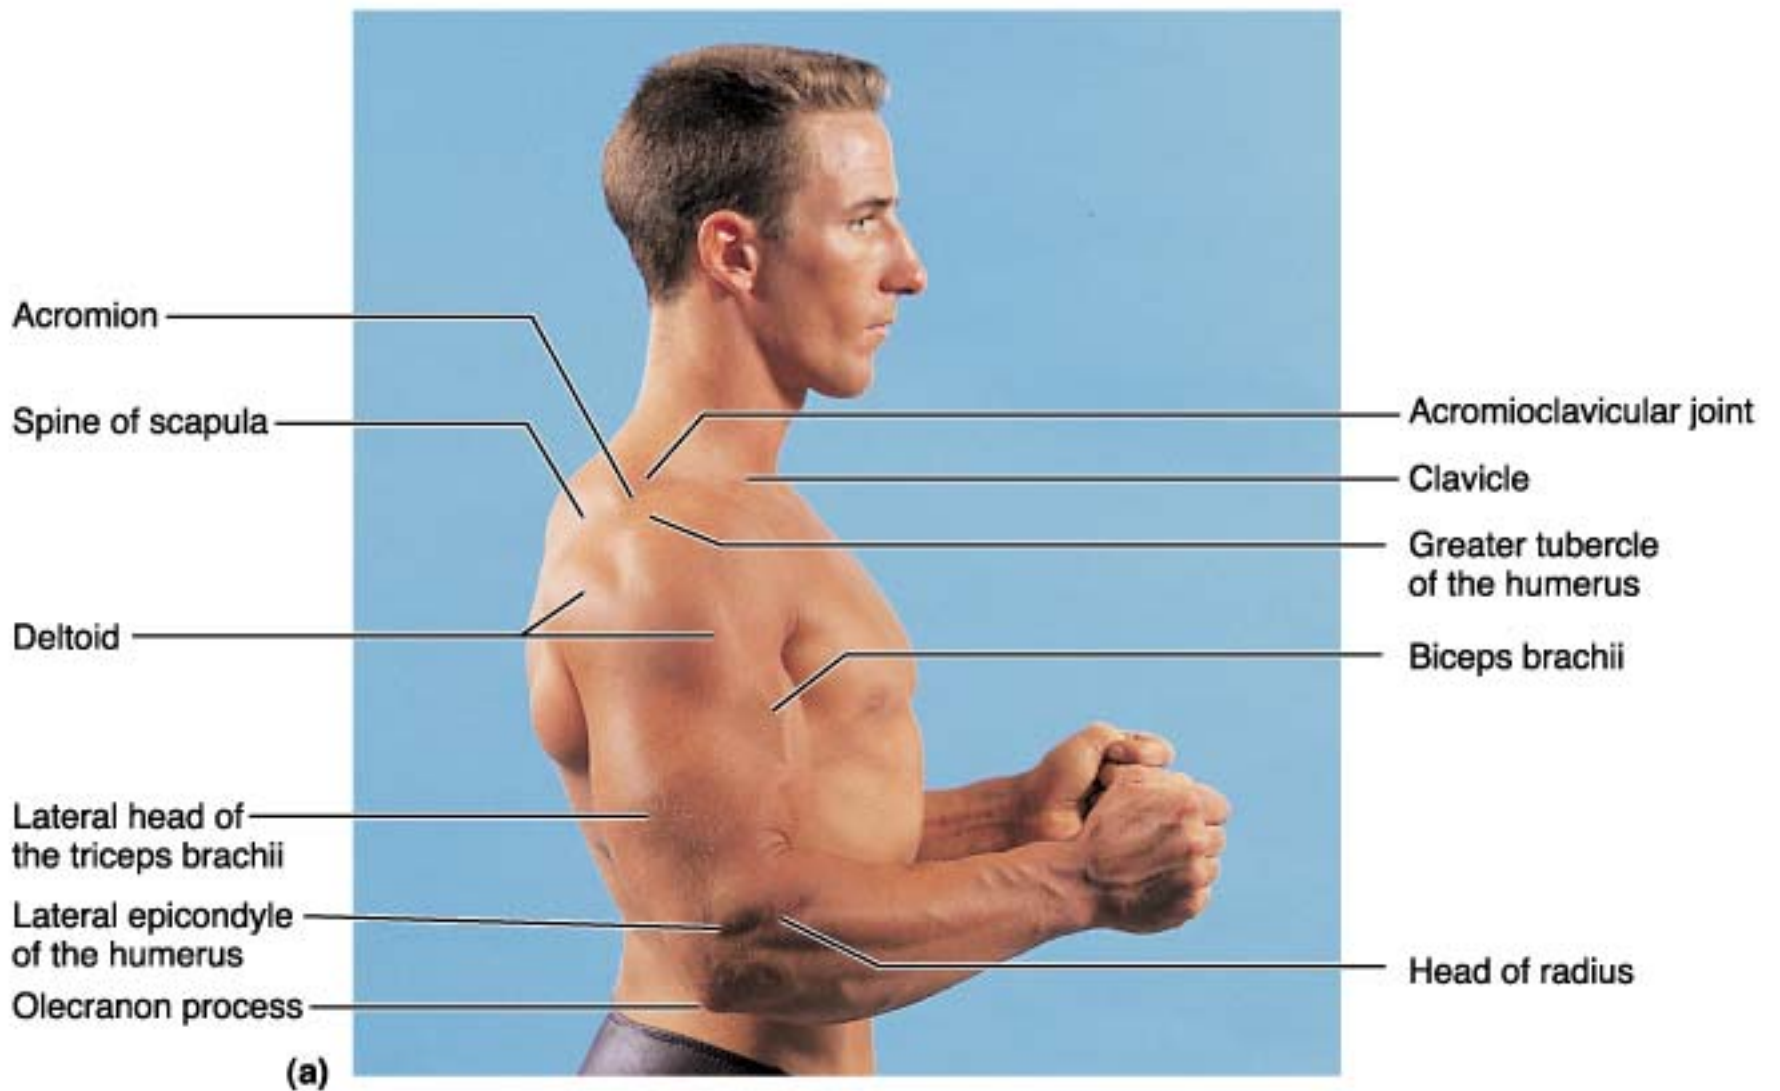 Acromion
Spine of scapula
Deltoid
Lateral head of
the triceps brachii
Lateral epicondyle
of the humerus
Olecranon process
(a)
Acromioclavicular joint
Clavicle
Greater tubercle
of the humerus
Biceps brachii
Head of radius